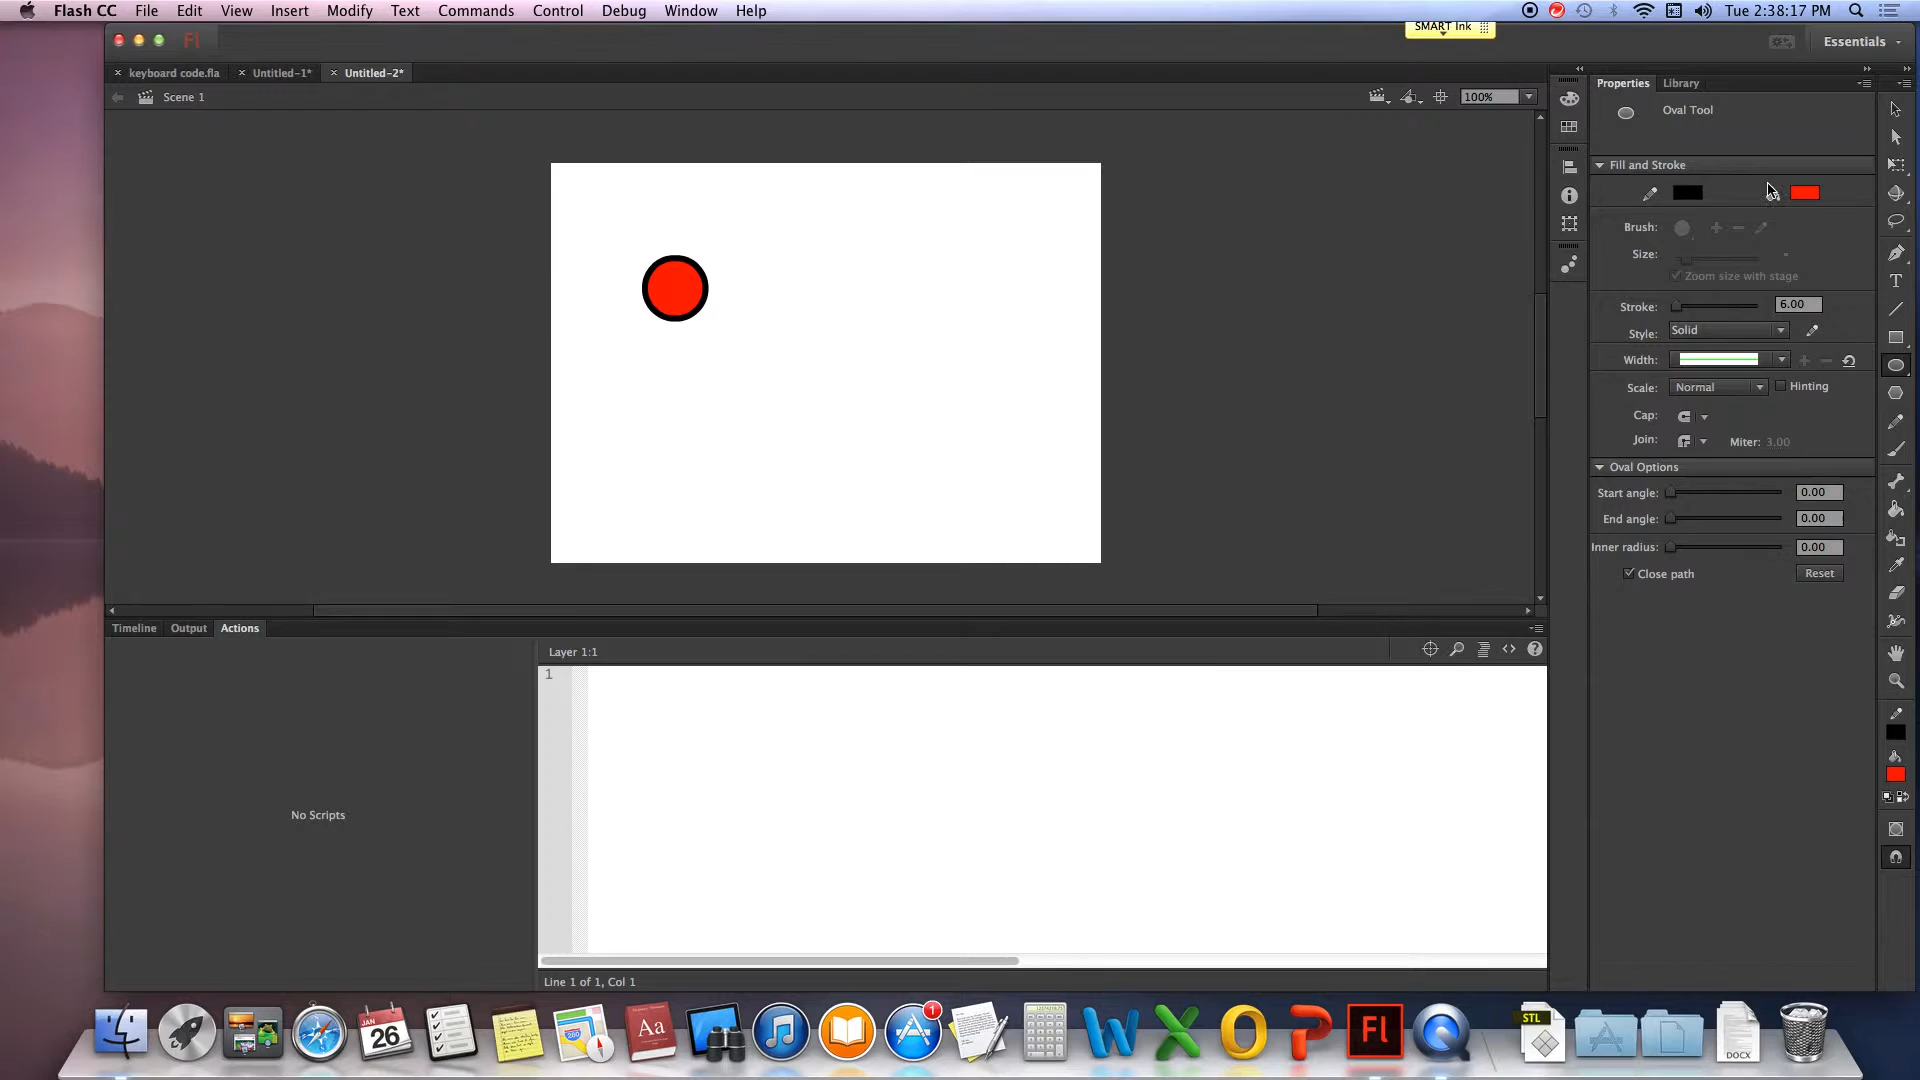 Flash CC File Edit View Insert Modify Text Commands Control Debug Window Help Tue 2:38:17 PM
SMART Ink
Fl Essentials
keyboard code.fla Untitled-1* Untitled-2*
Scene 1 100%
Properties Library
Oval Tool
Fill and Stroke
Brush:
Size:
Zoom size with stage
Stroke: 6.00
Style: Solid
Width:
Scale: Normal Hinting
Cap:
Join: Miter: 3.00
Oval Options
Start angle: 0.00
End angle: 0.00
Inner radius: 0.00
Close path Reset
Timeline Output Actions
Layer 1:1
1
No Scripts
Line 1 of 1, Col 1
JAN
26
280
Aa
1
W X O P Fl
STL
DOCX